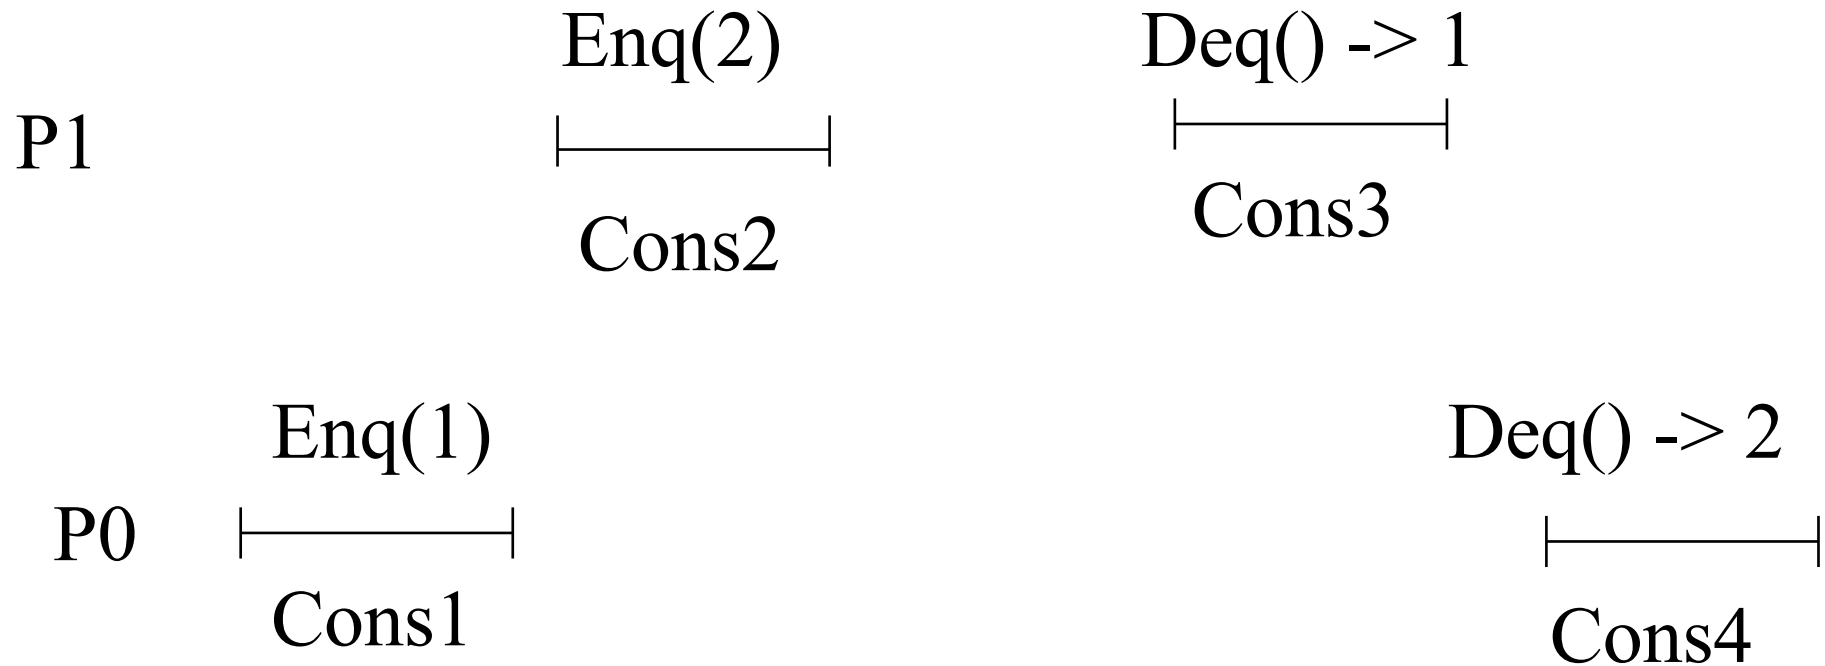 Enq(2)
Deq() -> 1
P1
Cons2
Cons3
Enq(1)
Deq() -> 2
P0
Cons1
Cons4